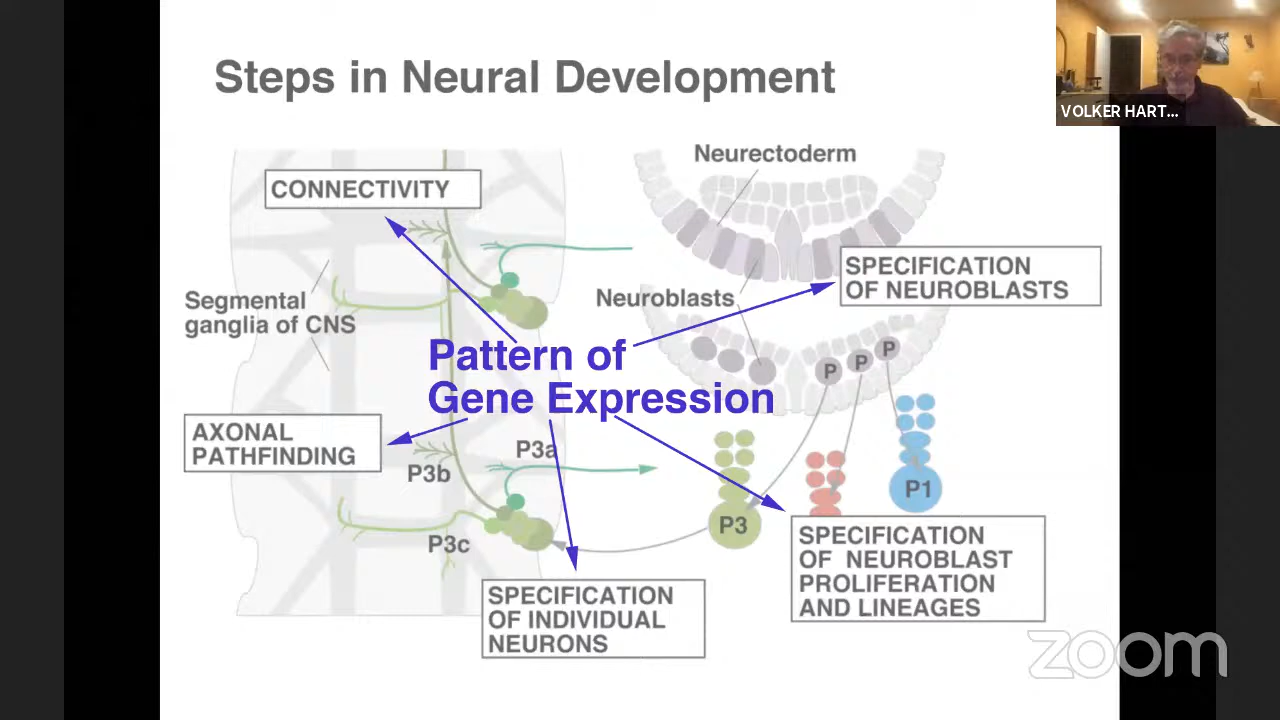 Steps in Neural Development
VOLKER HART...
Neurectoderm
CONNECTIVITY
SPECIFICATION
OF NEUROBLASTS
Segmental
ganglia of CNS
Neuroblasts
Pattern of
Gene Expression
P
P
P
AXONAL
PATHFINDING
P3a
P3b
P3c
P3
P1
SPECIFICATION
OF NEUROBLAST
PROLIFERATION
AND LINEAGES
SPECIFICATION
OF INDIVIDUAL
NEURONS
zoom